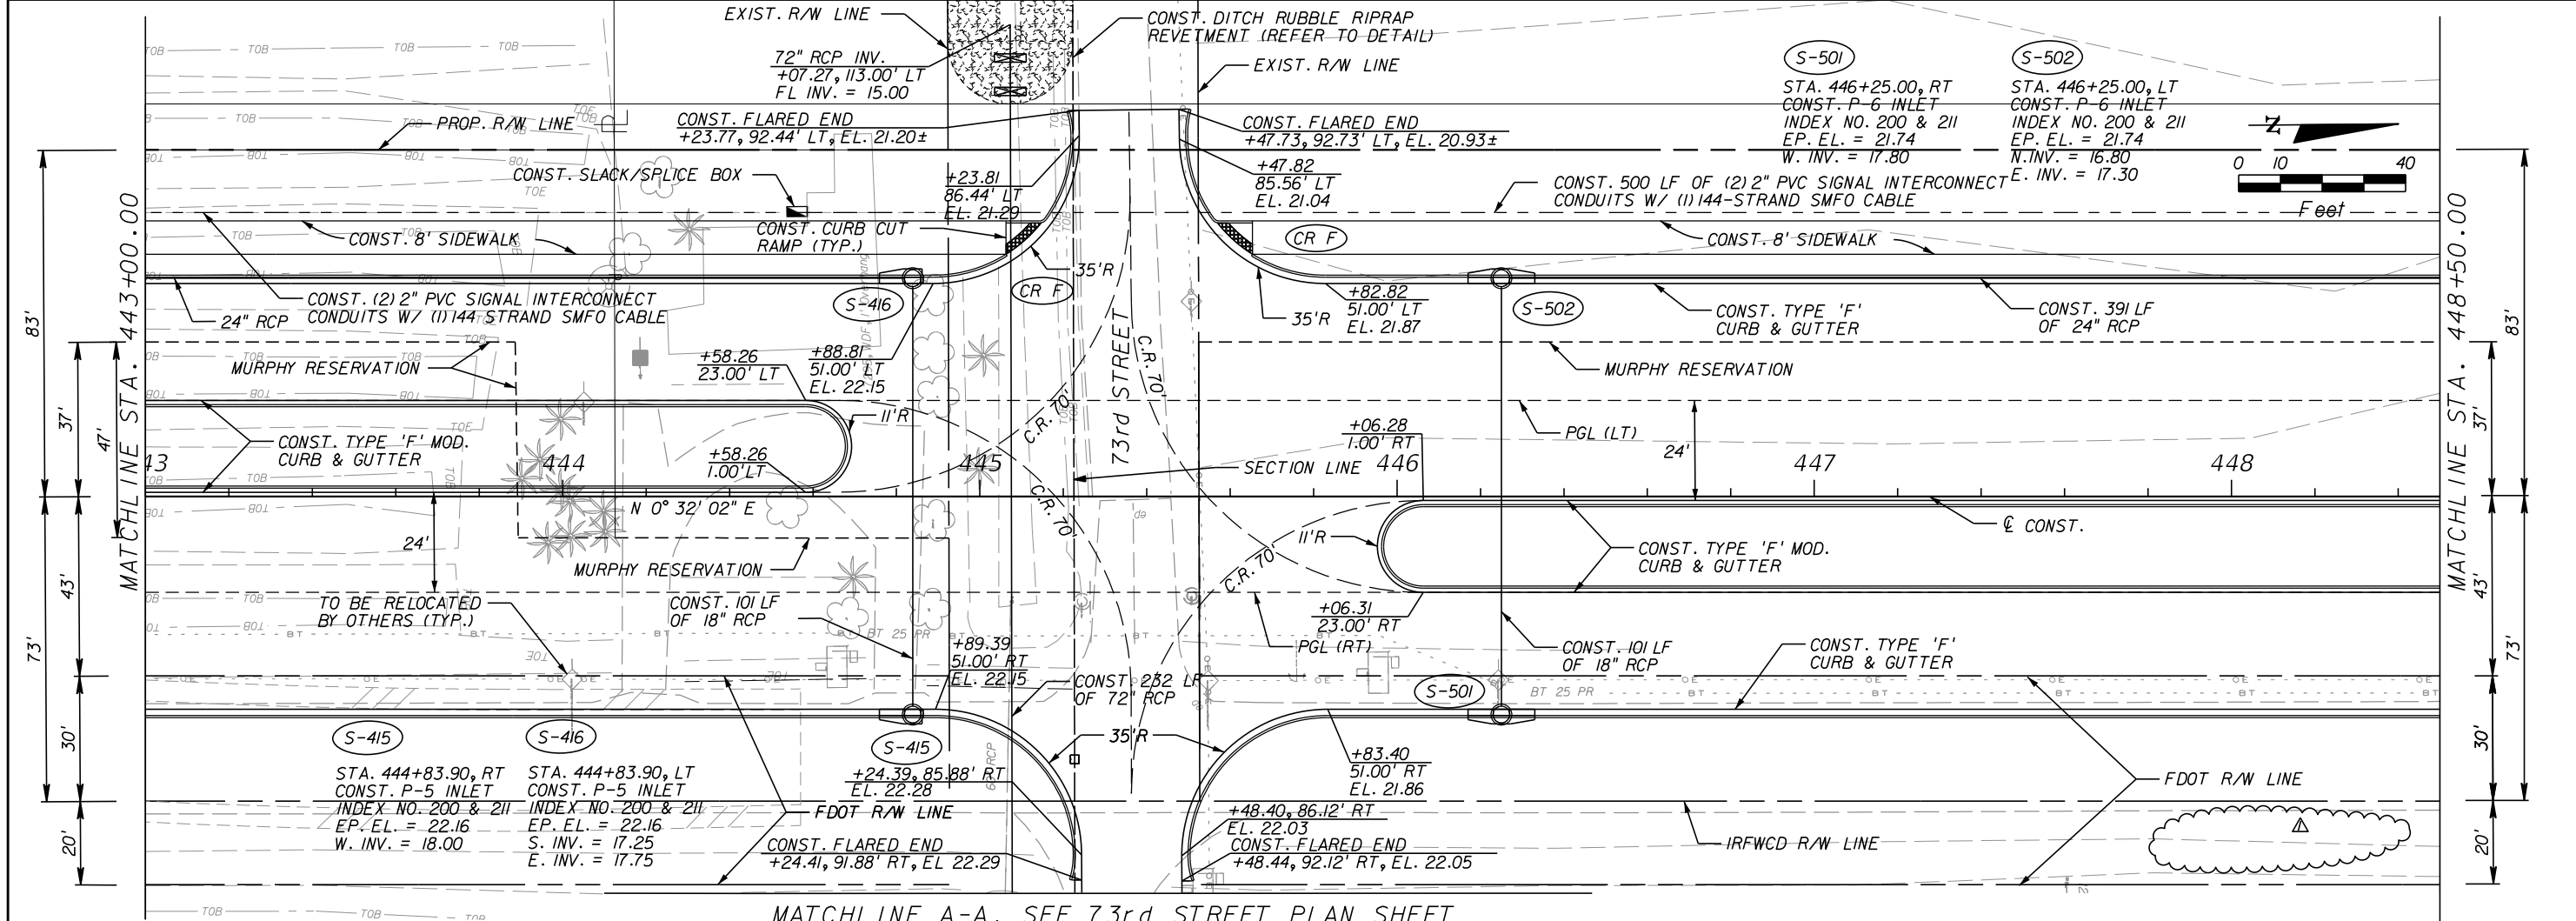 EXIST. R/W LINE
CONST. DITCH RUBBLE RIPRAP
REVETMENT (REFER TO DETAIL)
72" RCP INV.
+07.27, 113.00' LT
FL INV. = 15.00
EXIST. R/W LINE
S-501
STA. 446+25.00, RT
CONST. P-6 INLET
INDEX NO. 200 & 211
EP. EL. = 21.74
W. INV. = 17.80
S-502
STA. 446+25.00, LT
CONST. P-6 INLET
INDEX NO. 200 & 211
EP. EL. = 21.74
N. INV. = 16.80
E. INV. = 17.30
N
0 10 40
Feet
TOB TOB TOB TOB
PROP. R/W LINE
CONST. FLARED END
+23.77, 92.44' LT, EL. 21.20±
CONST. FLARED END
+47.73, 92.73' LT, EL. 20.93±
CONST. SLACK/SPLICE BOX
+23.81
86.44' LT
EL. 21.29
+47.82
85.56' LT
EL. 21.04
CONST. 500 LF OF (2) 2" PVC SIGNAL INTERCONNECT
CONDUITS W/ (1) 144-STRAND SMFO CABLE
CONST. 8' SIDEWALK
CONST. CURB CUT
RAMP (TYP.)
CR F
CONST. 8' SIDEWALK
35'R
CR F
CONST. (2) 2" PVC SIGNAL INTERCONNECT
CONDUITS W/ (1) 144 STRAND SMFO CABLE
24" RCP
S-416
35'R
+82.82
51.00' LT
EL. 21.87
S-502
CONST. TYPE 'F'
CURB & GUTTER
CONST. 391 LF
OF 24" RCP
MATCHLINE STA. 443+00.00
83'
37'
47'
43'
73'
30'
20'
MURPHY RESERVATION
+58.26
23.00' LT
+88.81
51.00' LT
EL. 22.15
73rd STREET
C.R. 70'
C.R. 70'
MURPHY RESERVATION
11'R
PGL (LT)
CONST. TYPE 'F' MOD.
CURB & GUTTER
+58.26
1.00' LT
+06.28
1.00' RT
24'
SECTION LINE
43 444 445 446 447 448
N 0° 32' 02" E
C.R. 70'
24'
MURPHY RESERVATION
11'R
C.R. 70'
℄ CONST.
CONST. TYPE 'F' MOD.
CURB & GUTTER
TO BE RELOCATED
BY OTHERS (TYP.)
CONST. 101 LF
OF 18" RCP
BT 25 PR
+06.31
23.00' RT
PGL (RT)
CONST. 101 LF
OF 18" RCP
CONST. TYPE 'F'
CURB & GUTTER
+89.39
51.00' RT
EL. 22.15
CONST. 232 LF
OF 72" RCP
S-501
BT 25 PR
S-415
STA. 444+83.90, RT
CONST. P-5 INLET
INDEX NO. 200 & 211
EP. EL. = 22.16
W. INV. = 18.00
S-416
STA. 444+83.90, LT
CONST. P-5 INLET
INDEX NO. 200 & 211
EP. EL. = 22.16
S. INV. = 17.25
E. INV. = 17.75
S-415
35'R
+24.39, 85.88' RT
EL. 22.28
+83.40
51.00' RT
EL. 21.86
FDOT R/W LINE
FDOT R/W LINE
+48.40, 86.12' RT
EL. 22.03
CONST. FLARED END
+24.41, 91.88' RT, EL 22.29
CONST. FLARED END
+48.44, 92.12' RT, EL. 22.05
IRFWCD R/W LINE
MATCHLINE STA. 448+50.00
83'
37'
43'
73'
30'
20'
MATCHLINE A-A, SEE 73rd STREET PLAN SHEET